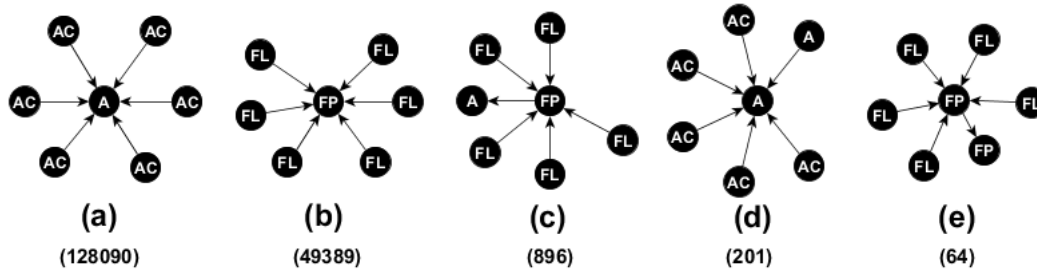 AC AC AC A AC AC AC
FL FL FL FP FL FL FL
FL FL A FP FL FL FL
AC A AC A AC AC AC
FL FL FL FP FL FL FP
(a) (b) (c) (d) (e)
(128090) (49389) (896) (201) (64)